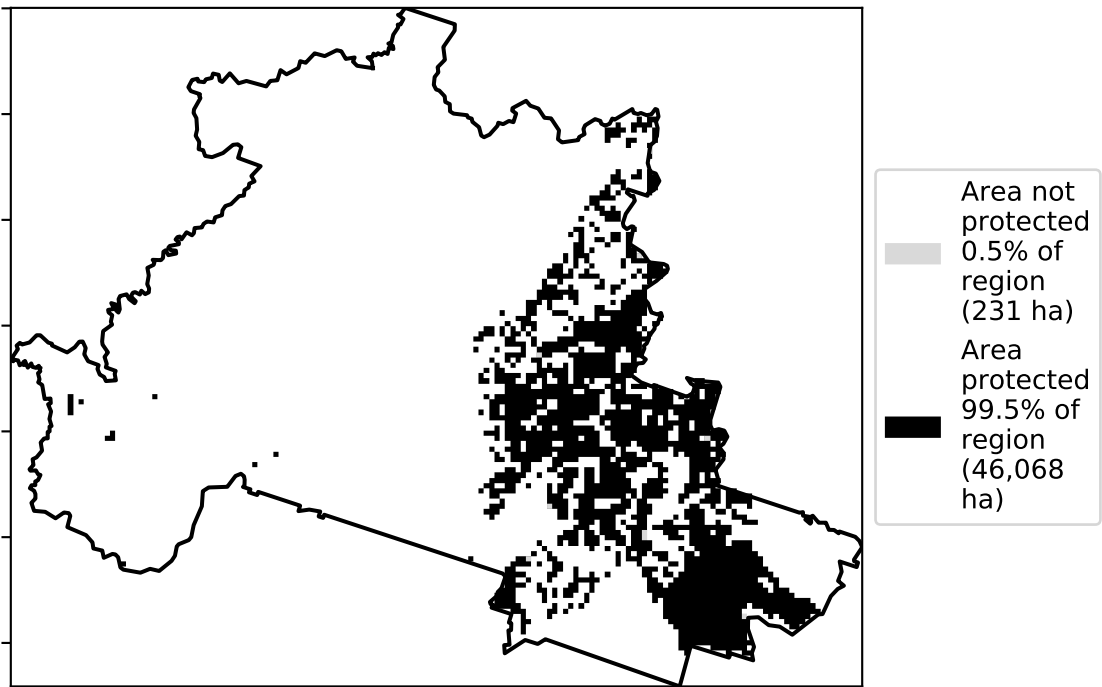 Area not
protected
0.5% of
region
(231 ha)
Area
protected
99.5% of
region
(46,068
ha)